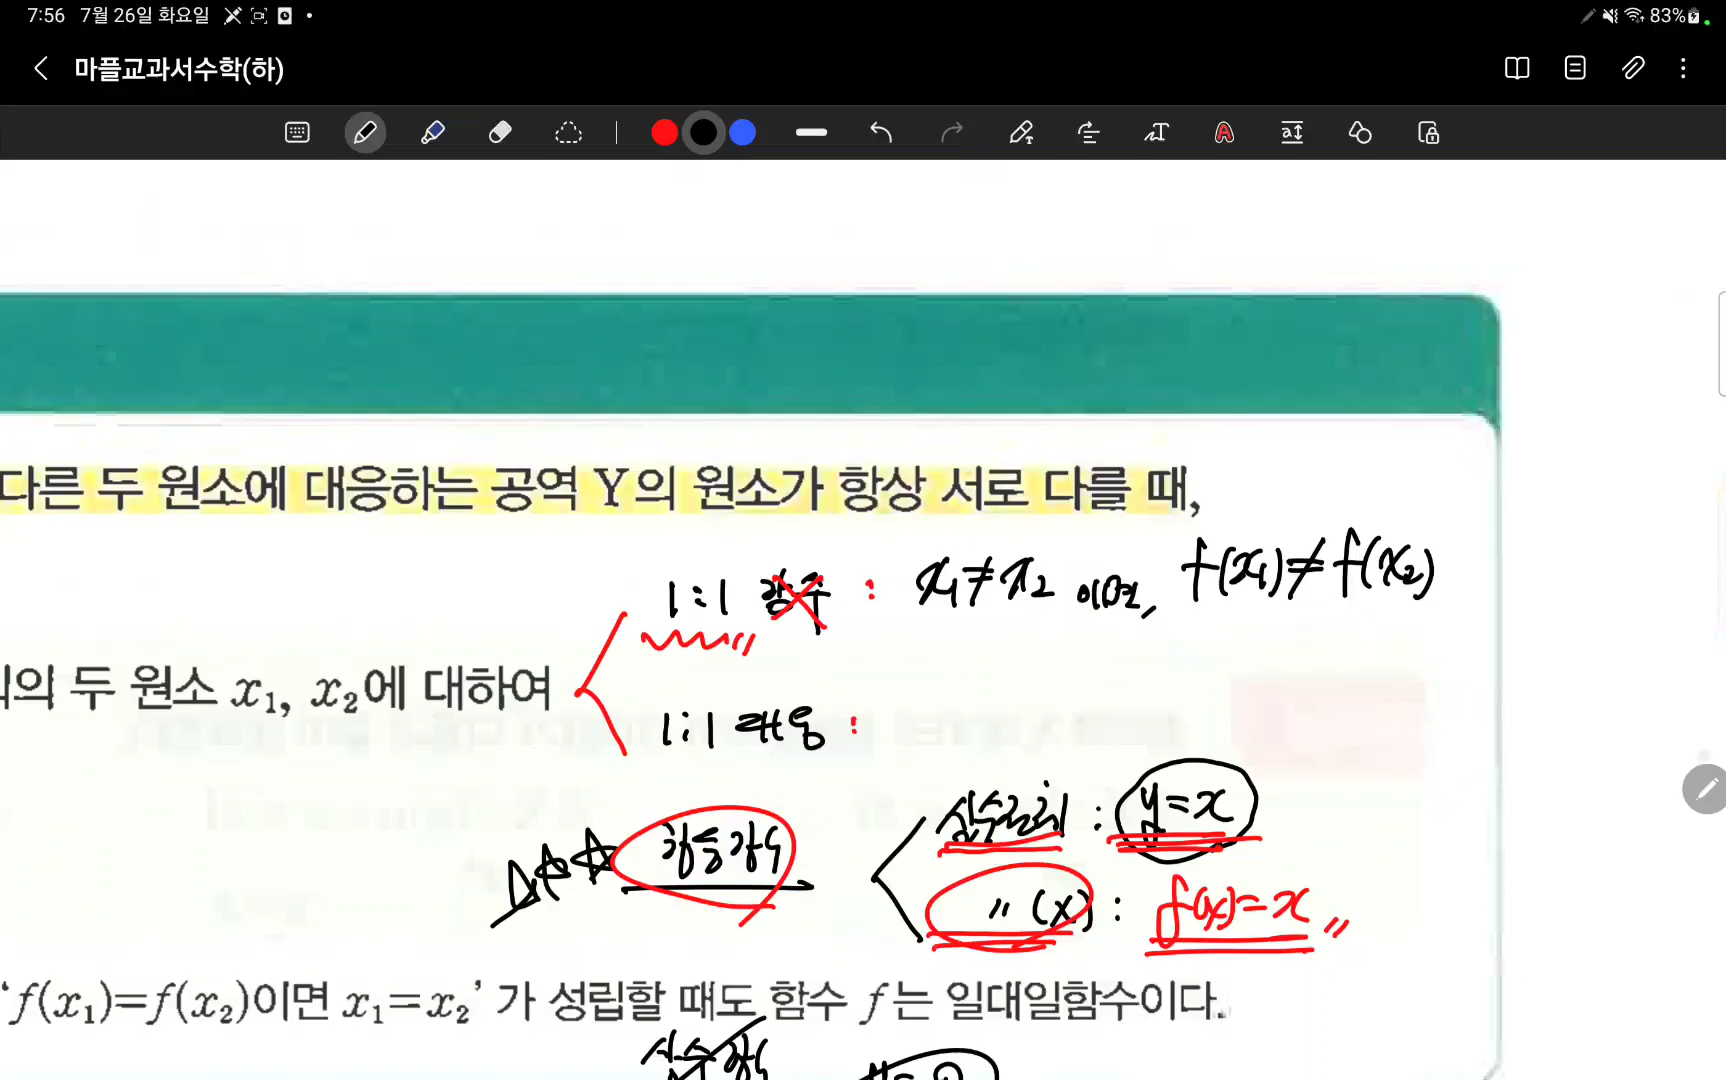 7:56 7월 26일 화요일
83%
마플교과서수학(하)
다른 두 원소에 대응하는 공역 Y의 원소가 항상 서로 다를 때,
1:1 함수 : x₁≠x₂ 이면, f(x₁)≠f(x₂)
의 두 원소 x₁, x₂에 대하여
1:1 대응 :
항등함수
실수전체 : y=x
〃 (x) : f(x)=x 〃
‘f(x₁)=f(x₂)이면 x₁=x₂’ 가 성립할 때도 함수 f는 일대일함수이다.